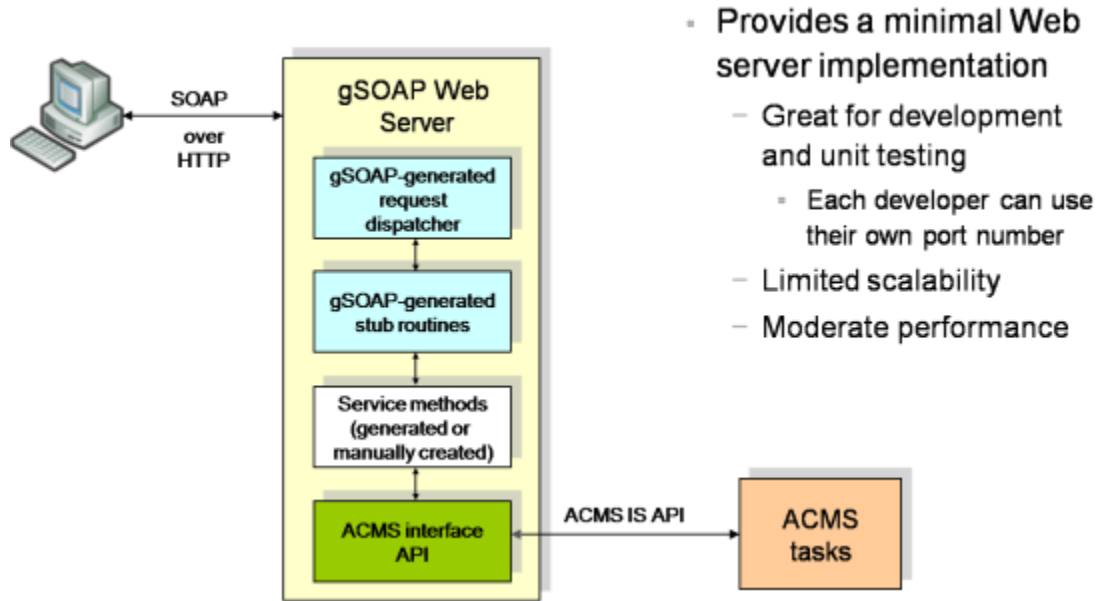 SOAP
over
HTTP
gSOAP Web
Server
gSOAP-generated
request
dispatcher
gSOAP-generated
stub routines
Service methods
(generated or
manually created)
ACMS interface
API
ACMS IS API
ACMS
tasks
▪ Provides a minimal Web
server implementation
– Great for development
and unit testing
▪ Each developer can use
their own port number
– Limited scalability
– Moderate performance